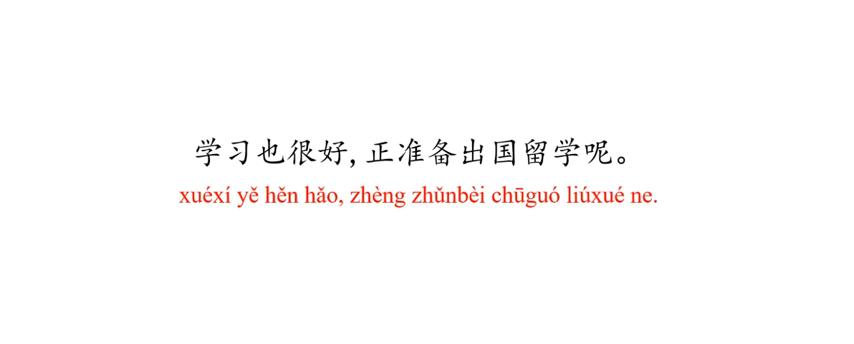 学习也很好,正准备出国留学呢。
xuéxí yě hěn hǎo, zhèng zhǔnbèi chūguó liúxué ne.